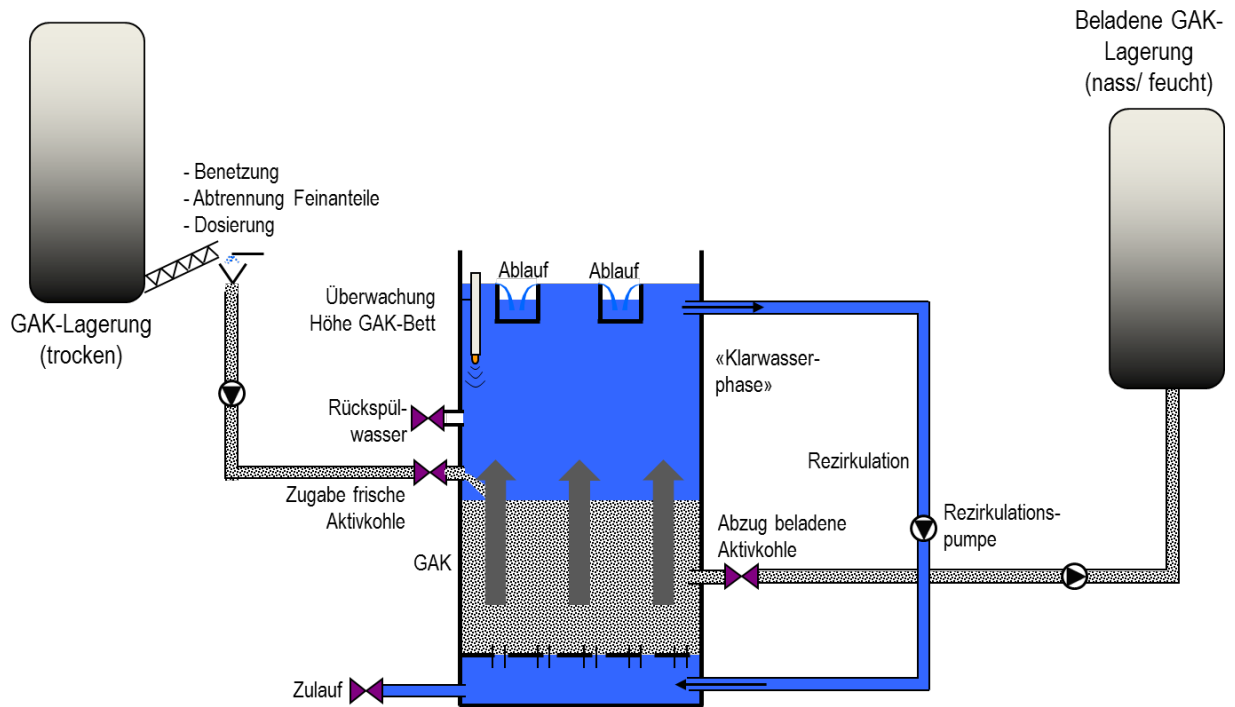 Beladene GAK-
Lagerung
(nass/ feucht)
- Benetzung
- Abtrennung Feinanteile
- Dosierung
GAK-Lagerung
(trocken)
Ablauf
Ablauf
Überwachung
Höhe GAK-Bett
«Klarwasser-
phase»
Rückspül-
wasser
Rezirkulation
Zugabe frische
Aktivkohle
Rezirkulations-
pumpe
Abzug beladene
Aktivkohle
GAK
Zulauf